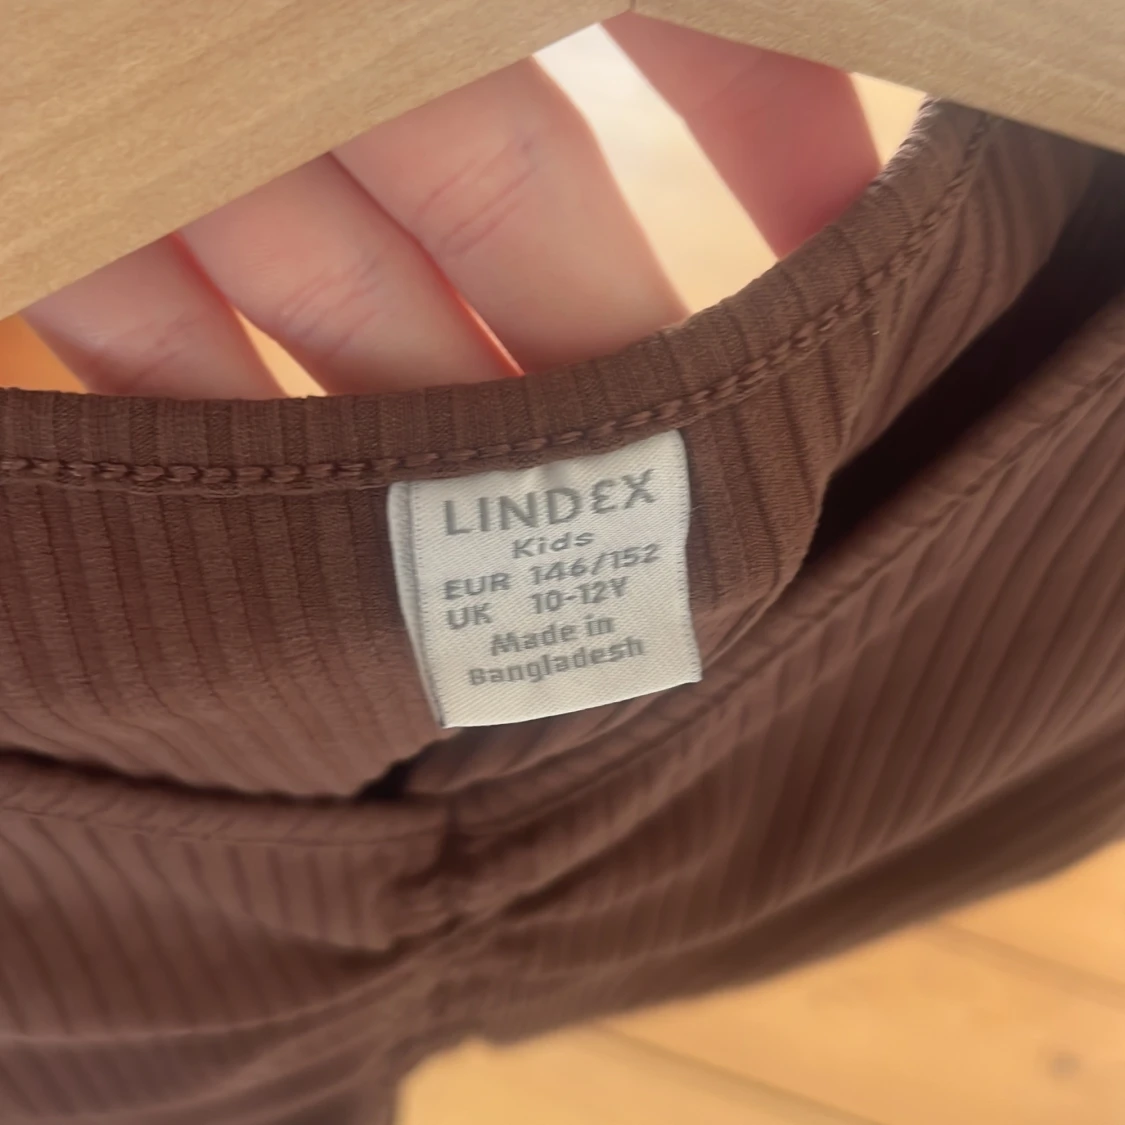 LINDEX
Kids
EUR 146/152
UK 10-12Y
Made in
Bangladesh